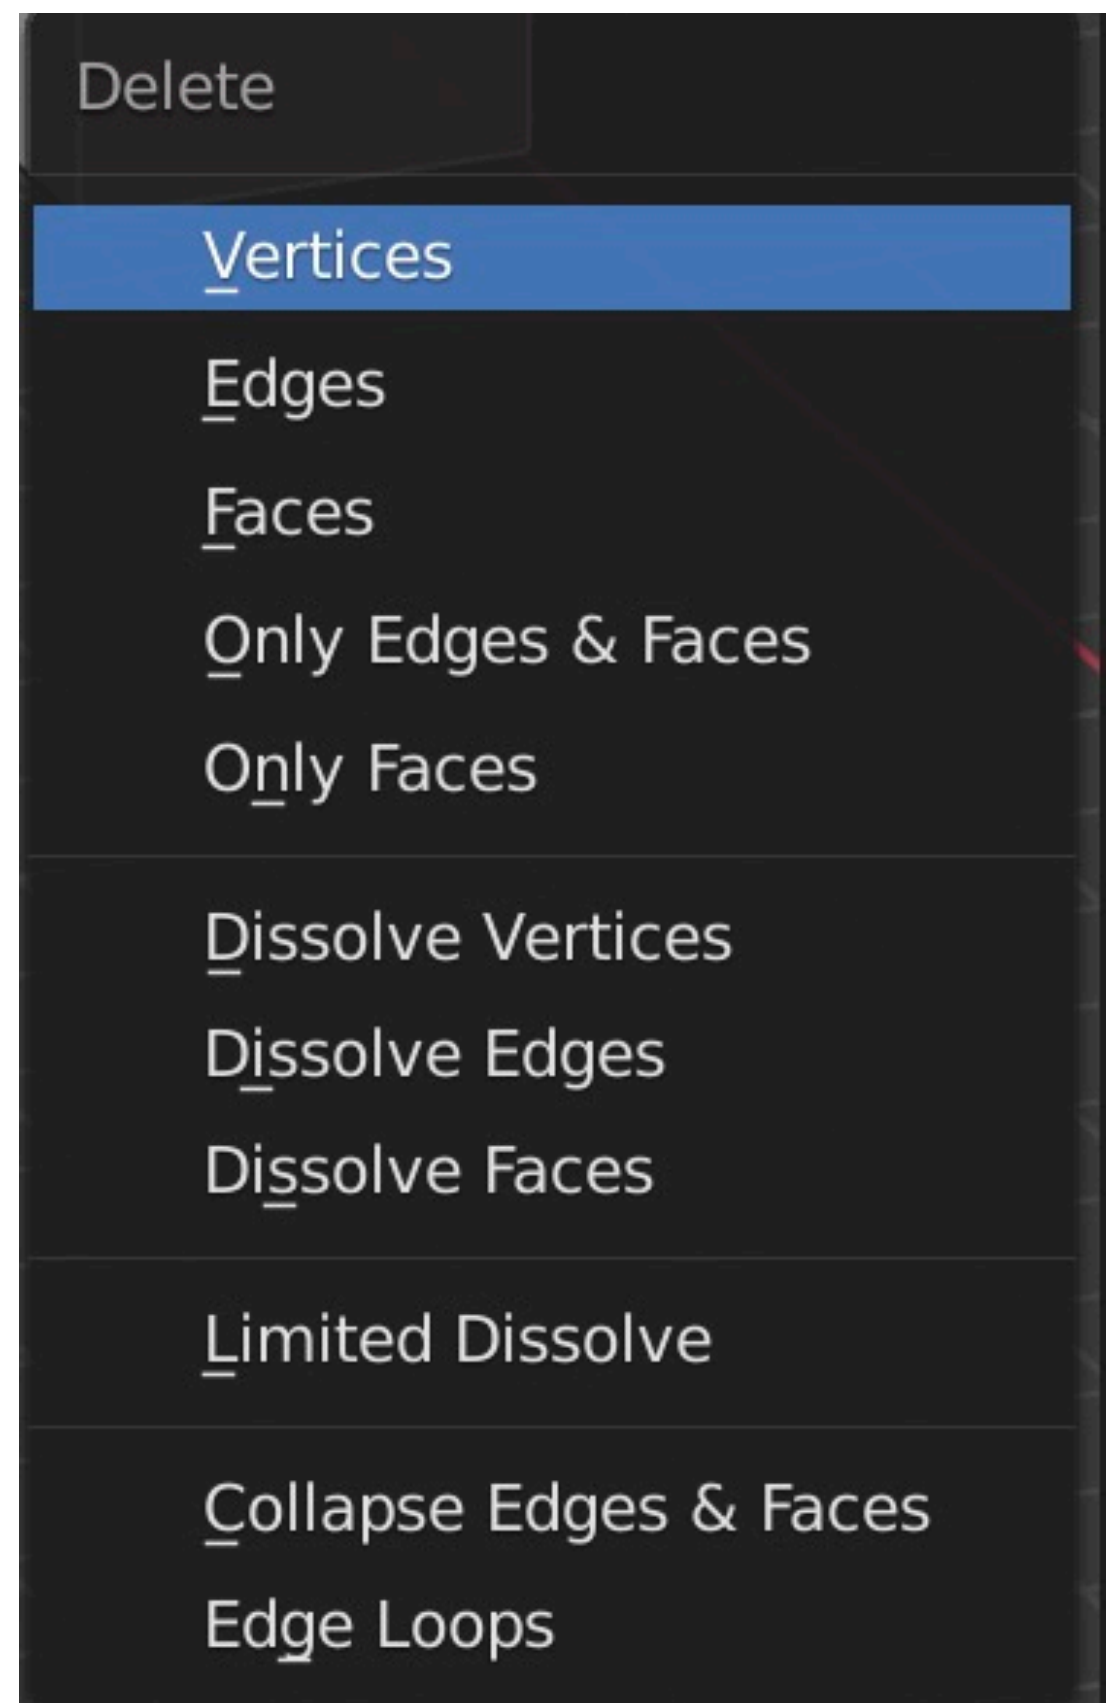 Delete
Vertices
Edges
Faces
Only Edges & Faces
Only Faces
Dissolve Vertices
Dissolve Edges
Dissolve Faces
Limited Dissolve
Collapse Edges & Faces
Edge Loops